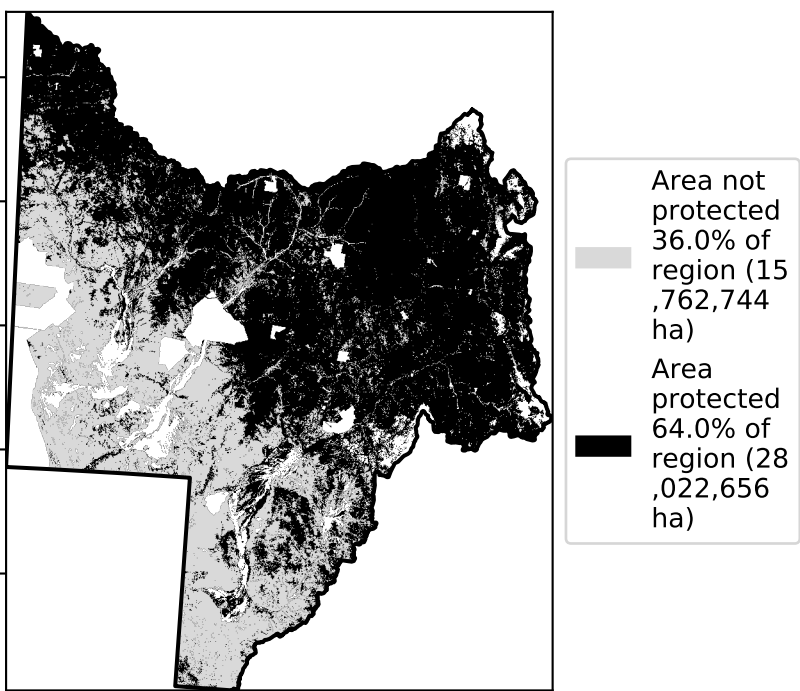 Area not
protected
36.0% of
region (15
,762,744
ha)
Area
protected
64.0% of
region (28
,022,656
ha)